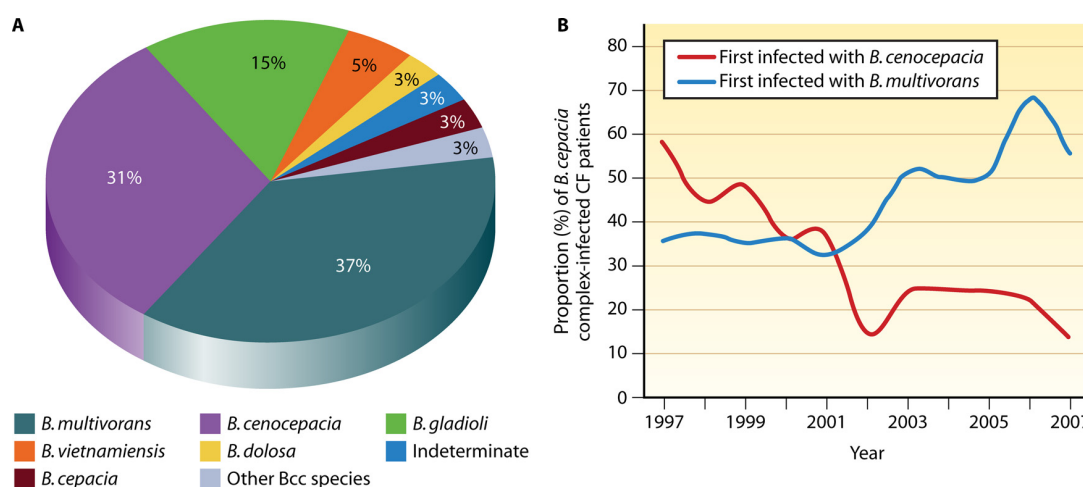 A
15%
5%
3%
3%
3%
3%
31%
37%
B. multivorans
B. cenocepacia
B. gladioli
B. vietnamiensis
B. dolosa
Indeterminate
B. cepacia
Other Bcc species
B
Proportion (%) of B. cepacia
complex-infected CF patients
80
70
60
50
40
30
20
10
0
First infected with B. cenocepacia
First infected with B. multivorans
1997
1999
2001
2003
2005
2007
Year